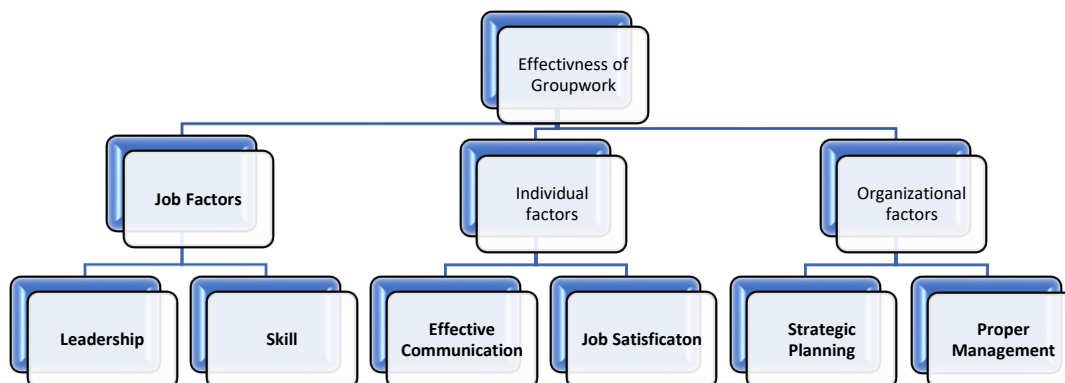 Effectivness of
Groupwork
Job Factors
Individual
factors
Organizational
factors
Leadership
Skill
Effective
Communication
Job Satisficaton
Strategic
Planning
Proper
Management